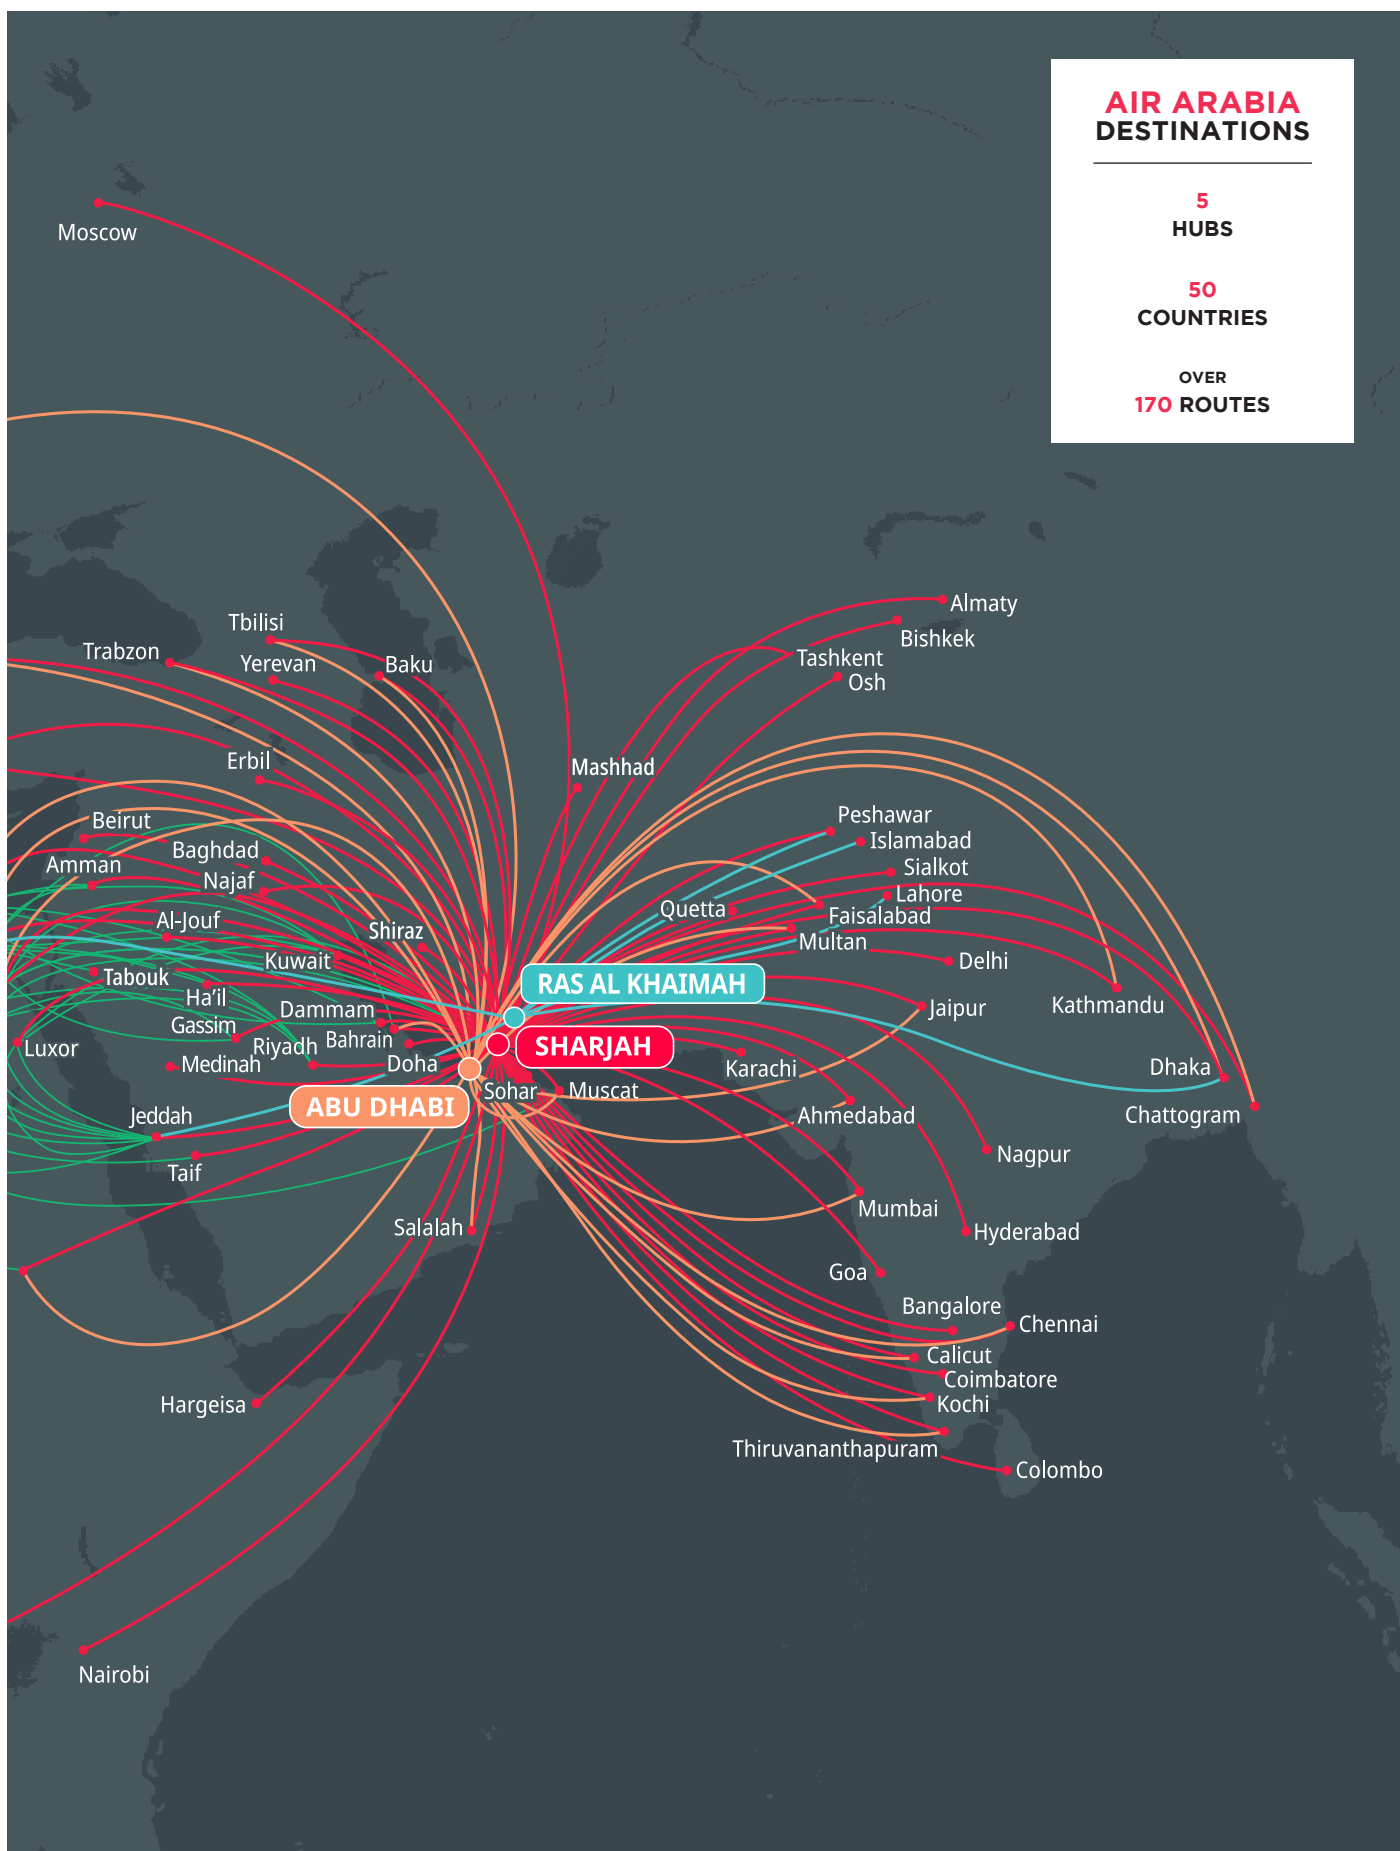 AIR ARABIA
DESTINATIONS
5
HUBS
50
COUNTRIES
OVER
170 ROUTES
Moscow
Almaty
Tbilisi
Bishkek
Trabzon
Yerevan
Baku
Tashkent
Osh
Erbil
Mashhad
Beirut
Peshawar
Baghdad
Islamabad
Amman
Najaf
Sialkot
Lahore
Al-Jouf
Quetta
Faisalabad
Shiraz
Multan
Kuwait
Delhi
Tabouk
RAS AL KHAIMAH
Ha'il
Kathmandu
Dammam
Jaipur
Gassim
Riyadh
Bahrain
SHARJAH
Luxor
Medinah
Doha
Karachi
Dhaka
Sohar
Muscat
ABU DHABI
Jeddah
Ahmedabad
Chattogram
Taif
Nagpur
Mumbai
Salalah
Hyderabad
Goa
Bangalore
Chennai
Calicut
Coimbatore
Hargeisa
Kochi
Thiruvananthapuram
Colombo
Nairobi